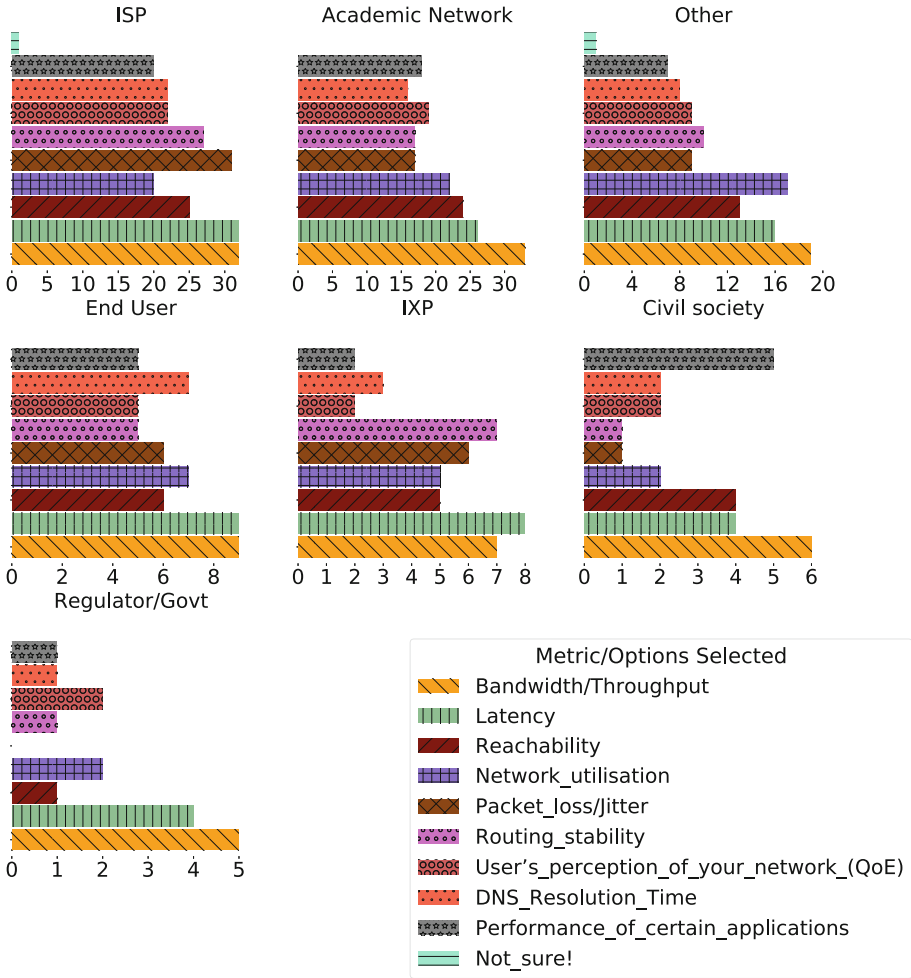 ISP Academic Network Other
0 5 10 15 20 25 30 0 5 10 15 20 25 30 0 4 8 12 16 20
End User IXP Civil society
0 2 4 6 8 0 1 2 3 4 5 6 7 8 0 1 2 3 4 5 6
Regulator/Govt
0 1 2 3 4 5
Metric/Options Selected
Bandwidth/Throughput
Latency
Reachability
Network_utilisation
Packet_loss/Jitter
Routing_stability
User’s_perception_of_your_network_(QoE)
DNS_Resolution_Time
Performance_of_certain_applications
Not_sure!